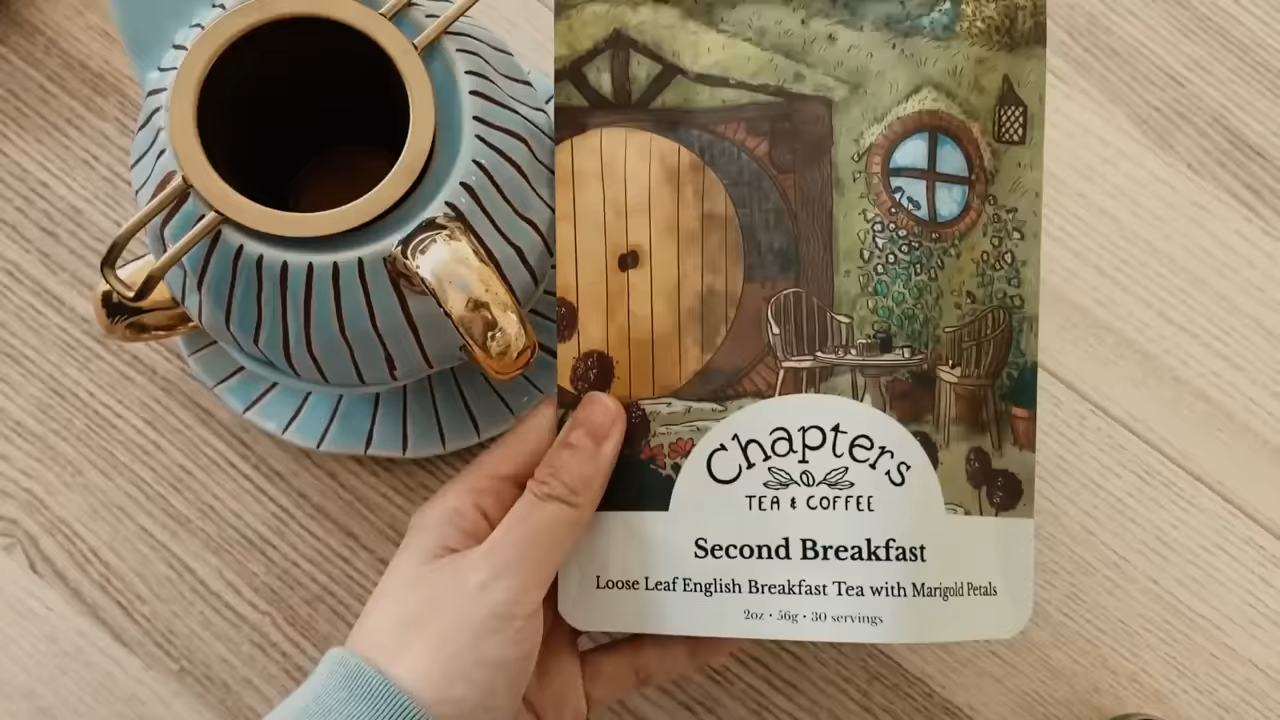 Chapters
TEA & COFFEE
Second Breakfast
Loose Leaf English Breakfast Tea with Marigold Petals
2oz • 56g • 30 servings